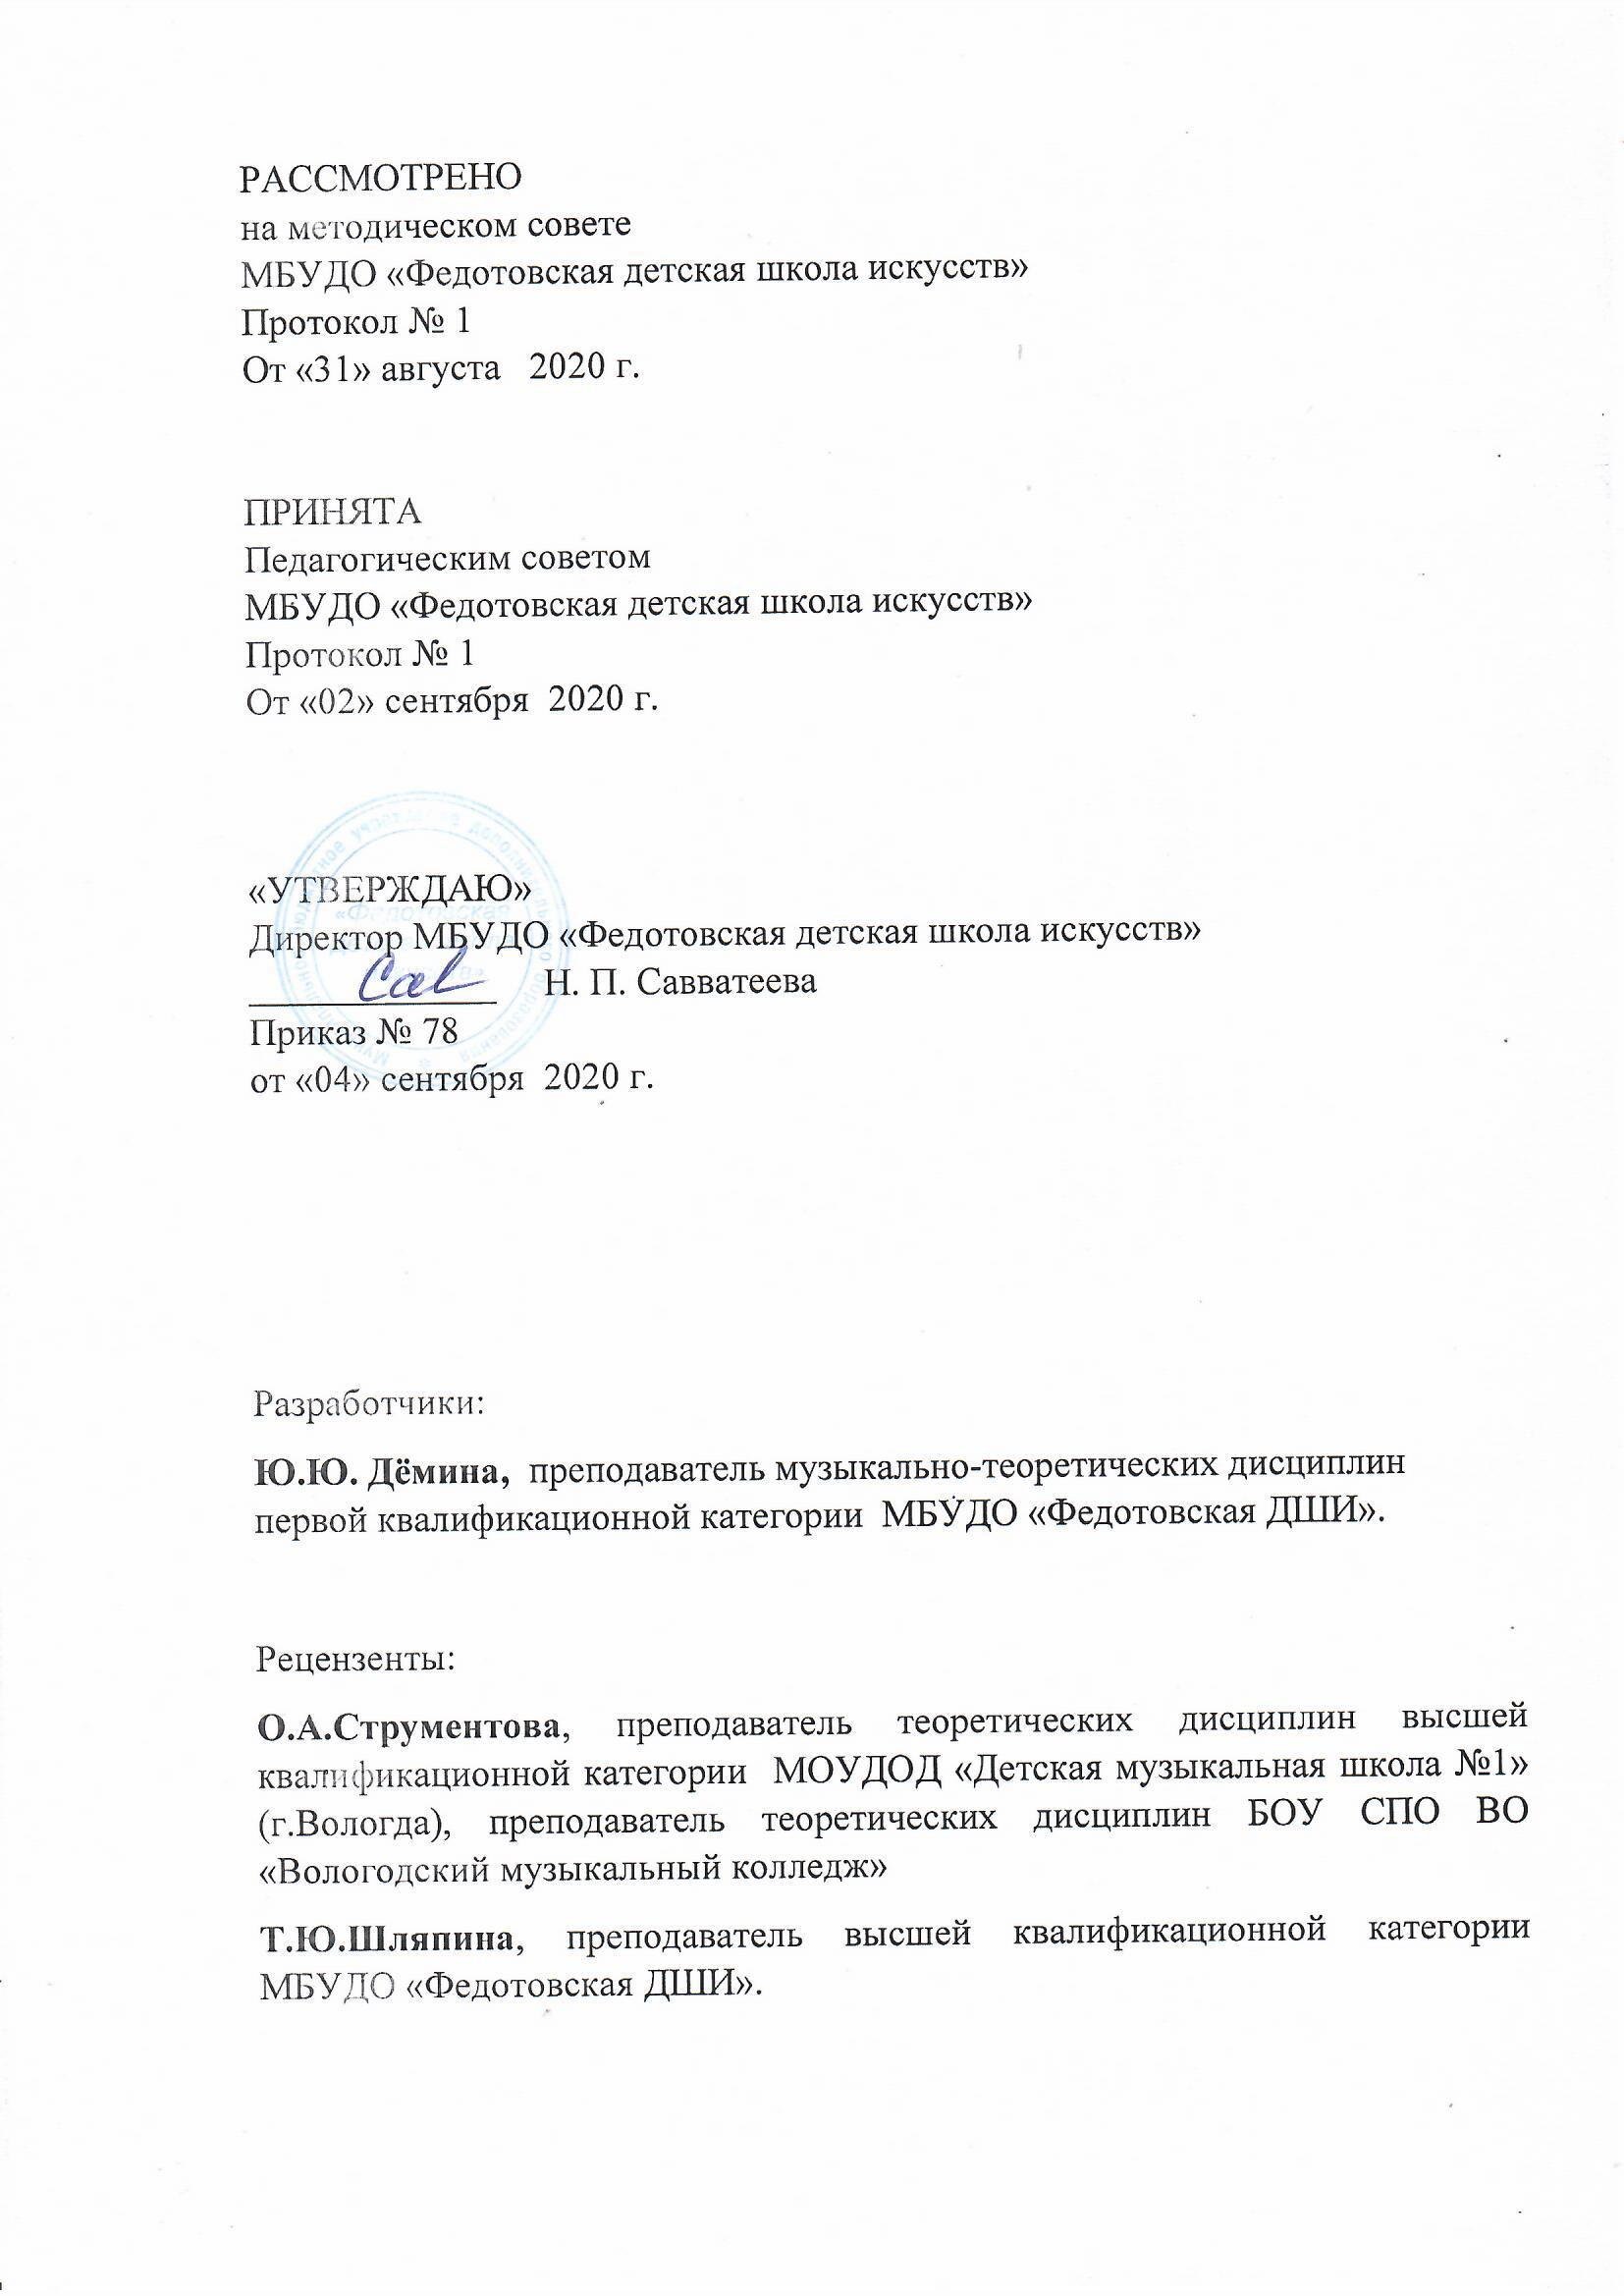 РАССМОТРЕНО
на методическом совете
МБУДО «Федотовская детская школа искусств»
Протокол № 1
От «31» августа 2020 г.
ПРИНЯТА
Педагогическим советом
МБУДО «Федотовская детская школа искусств»
Протокол № 1
От «02» сентября 2020 г.
«УТВЕРЖДАЮ»
«Федотовская
Директор МБУДО «Федотовская детская школа искусств»
Н. П. Савватеева
Приказ № 78
от «04» сентября 2020 г.
Разработчики:
Ю.Ю. Дёмина, преподаватель музыкально-теоретических дисциплин
первой квалификационной категории МБУДО «Федотовская ДШИ».
Рецензенты:
О.А.Струментова, преподаватель теоретических дисциплин высшей
квалификационной категории МОУДОД «Детская музыкальная школа №1»
(г.Вологда), преподаватель теоретических дисциплин БОУ СПО ВО
«Вологодский музыкальный колледж»
Т.Ю.Шляпина, преподаватель высшей квалификационной категории
МБУДО «Федотовская ДШИ».